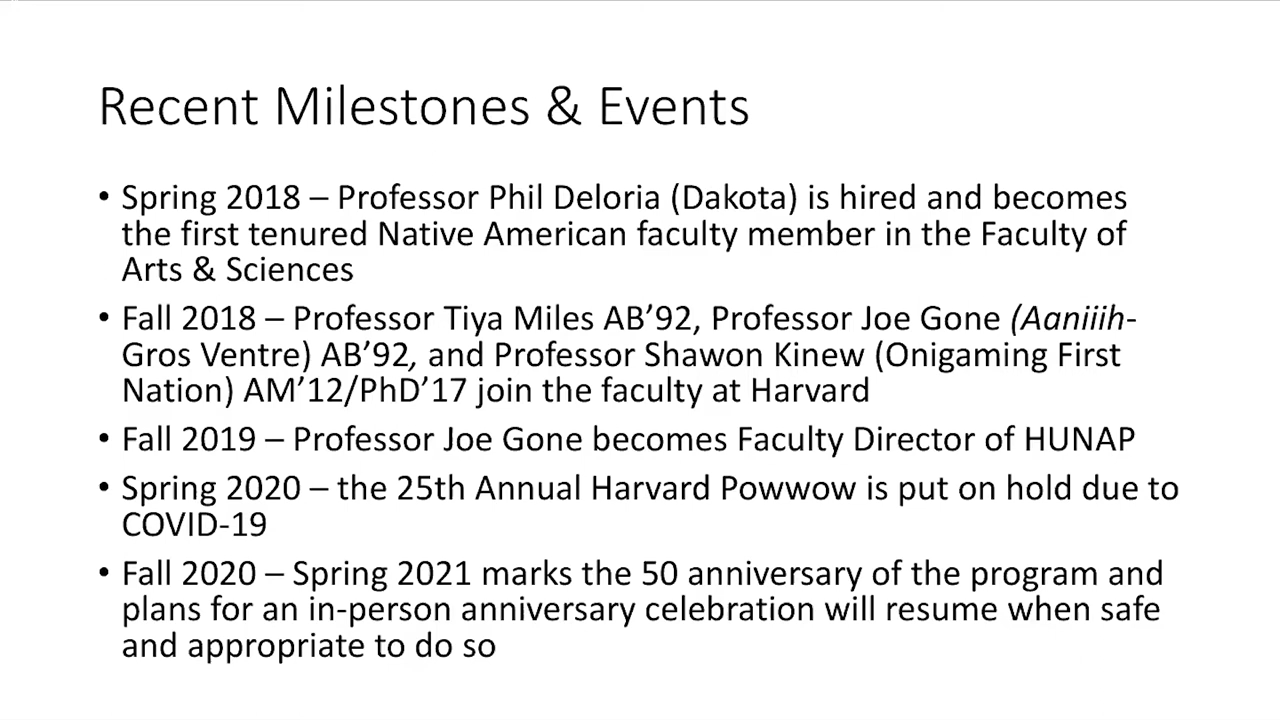 Recent Milestones & Events
• Spring 2018 – Professor Phil Deloria (Dakota) is hired and becomes
the first tenured Native American faculty member in the Faculty of
Arts & Sciences
• Fall 2018 – Professor Tiya Miles AB’92, Professor Joe Gone (Aaniiih-
Gros Ventre) AB’92, and Professor Shawon Kinew (Onigaming First
Nation) AM’12/PhD’17 join the faculty at Harvard
• Fall 2019 – Professor Joe Gone becomes Faculty Director of HUNAP
• Spring 2020 – the 25th Annual Harvard Powwow is put on hold due to
COVID-19
• Fall 2020 – Spring 2021 marks the 50 anniversary of the program and
plans for an in-person anniversary celebration will resume when safe
and appropriate to do so